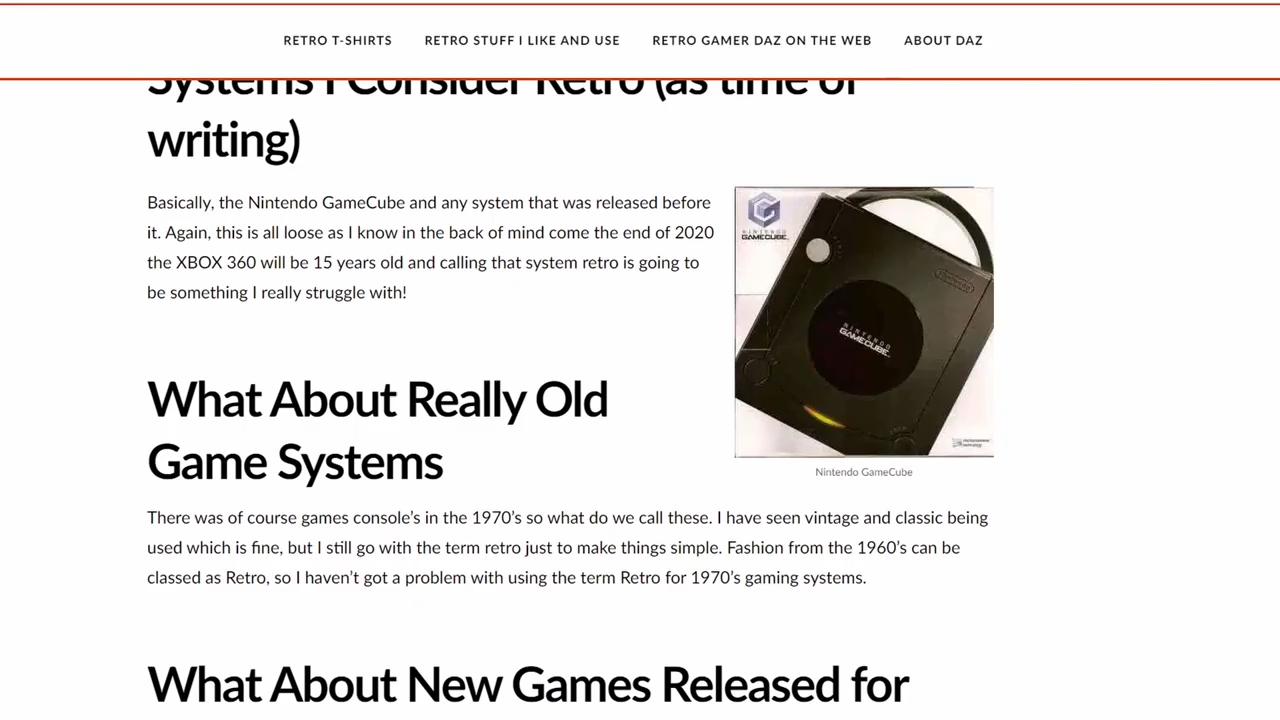 RETRO T-SHIRTS RETRO STUFF I LIKE AND USE RETRO GAMER DAZ ON THE WEB ABOUT DAZ
Systems I Consider Retro (as time of
writing)
Basically, the Nintendo GameCube and any system that was released before
it. Again, this is all loose as I know in the back of mind come the end of 2020
the XBOX 360 will be 15 years old and calling that system retro is going to
be something I really struggle with!
NINTENDO
GAMECUBE
Nintendo
NINTENDO
GAMECUBE
Nintendo GameCube
What About Really Old
Game Systems
There was of course games console's in the 1970's so what do we call these. I have seen vintage and classic being
used which is fine, but I still go with the term retro just to make things simple. Fashion from the 1960's can be
classed as Retro, so I haven't got a problem with using the term Retro for 1970's gaming systems.
What About New Games Released for